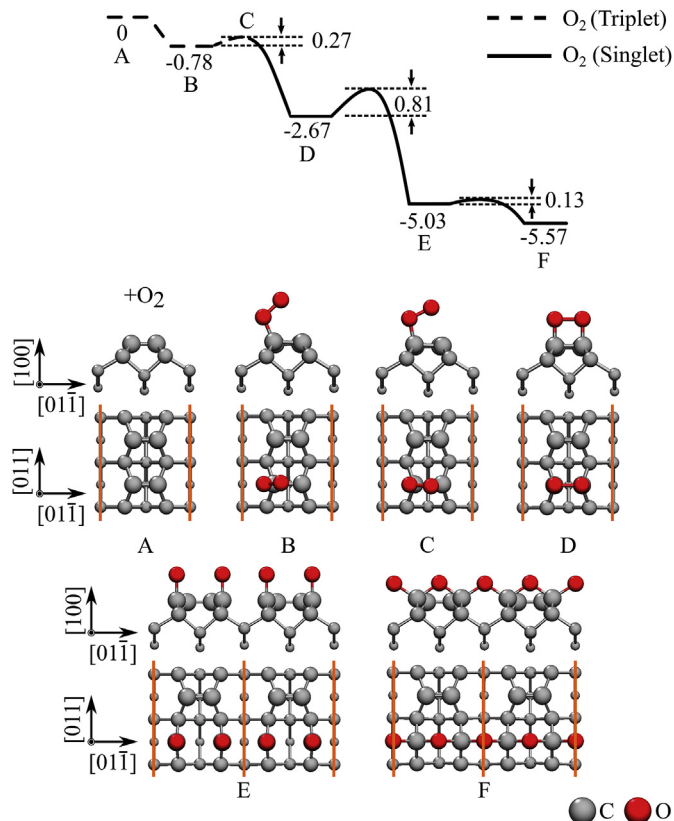 C
O₂ (Triplet)
0
0.27
A
-0.78
B
O₂ (Singlet)
0.81
-2.67
D
0.13
-5.03
E
-5.57
F
+O₂
[100]
[011̅]
[011]
[011̅]
A
B
C
D
[100]
[011̅]
[011]
[011̅]
E
F
C
O